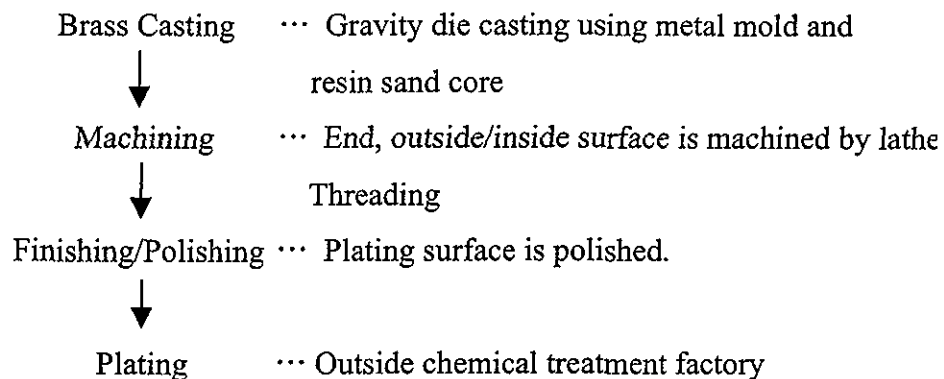 Brass Casting ··· Gravity die casting using metal mold and
resin sand core
Machining ··· End, outside/inside surface is machined by lathe
Threading
Finishing/Polishing ··· Plating surface is polished.
Plating ··· Outside chemical treatment factory